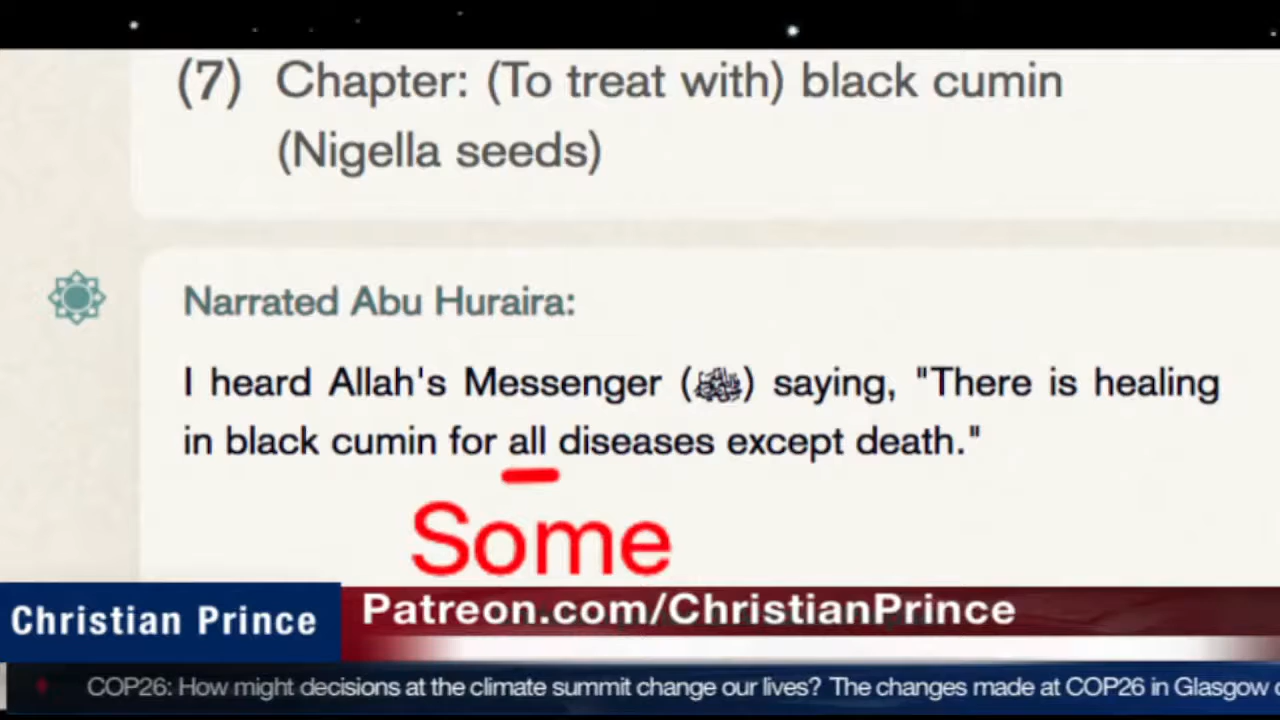 (7) Chapter: (To treat with) black cumin
(Nigella seeds)
Narrated Abu Huraira:
I heard Allah's Messenger (ﷺ) saying, "There is healing
in black cumin for all diseases except death."
Some
Christian Prince
Patreon.com/ChristianPrince
COP26: How might decisions at the climate summit change our lives? The changes made at COP26 in Glasgow